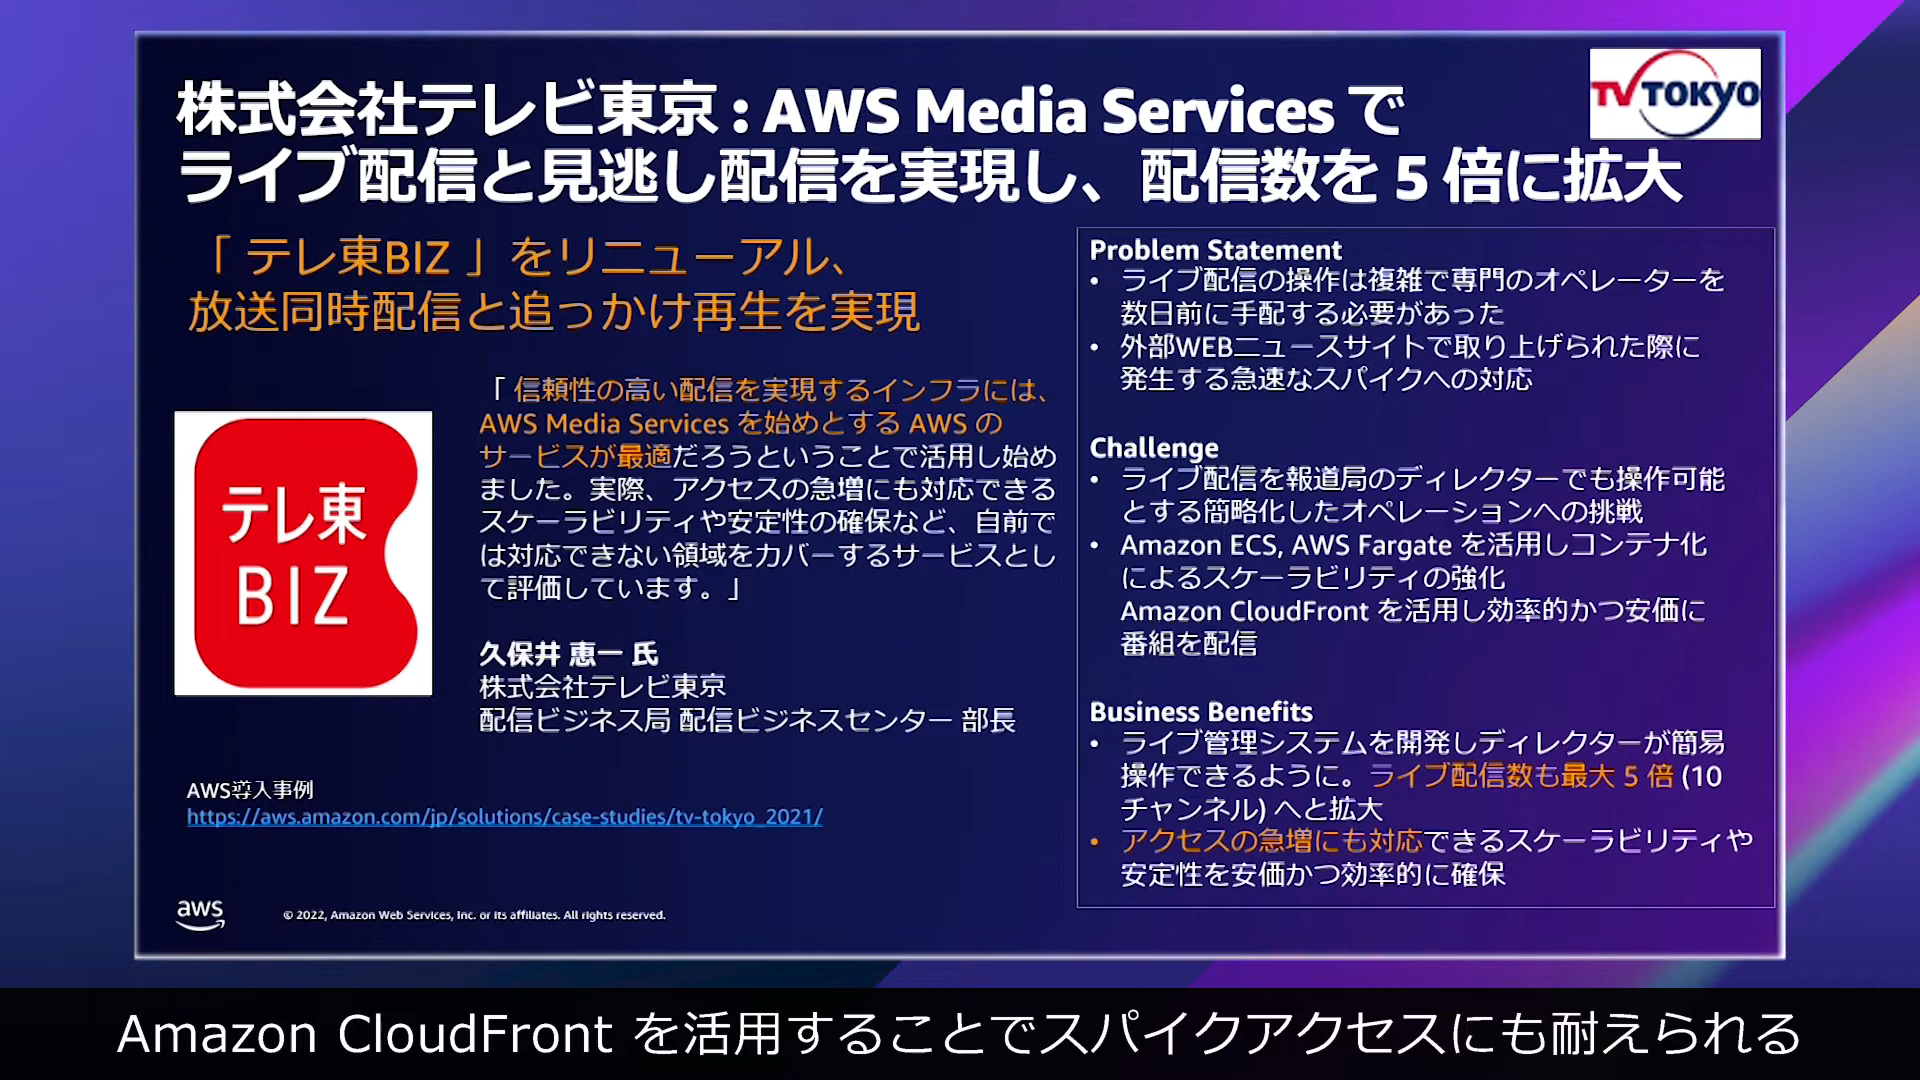 株式会社テレビ東京 : AWS Media Services で
ライブ配信と見逃し配信を実現し、配信数を 5 倍に拡大
TV TOKYO
「 テレ東BIZ 」をリニューアル、
放送同時配信と追っかけ再生を実現
テレ東
BIZ
「 信頼性の高い配信を実現するインフラには、
AWS Media Services を始めとする AWS の
サービスが最適だろうということで活用し始め
ました。実際、アクセスの急増にも対応できる
スケーラビリティや安定性の確保など、自前で
は対応できない領域をカバーするサービスとし
て評価しています。」
久保井 恵一 氏
株式会社テレビ東京
配信ビジネス局 配信ビジネスセンター 部長
AWS導入事例
https://aws.amazon.com/jp/solutions/case-studies/tv-tokyo_2021/
Problem Statement
• ライブ配信の操作は複雑で専門のオペレーターを
数日前に手配する必要があった
• 外部WEBニュースサイトで取り上げられた際に
発生する急速なスパイクへの対応
Challenge
• ライブ配信を報道局のディレクターでも操作可能
とする簡略化したオペレーションへの挑戦
• Amazon ECS, AWS Fargate を活用しコンテナ化
によるスケーラビリティの強化
Amazon CloudFront を活用し効率的かつ安価に
番組を配信
Business Benefits
• ライブ管理システムを開発しディレクターが簡易
操作できるように。ライブ配信数も最大 5 倍 (10
チャンネル) へと拡大
• アクセスの急増にも対応できるスケーラビリティや
安定性を安価かつ効率的に確保
aws
© 2022, Amazon Web Services, Inc. or its affiliates. All rights reserved.
Amazon CloudFront を活用することでスパイクアクセスにも耐えられる